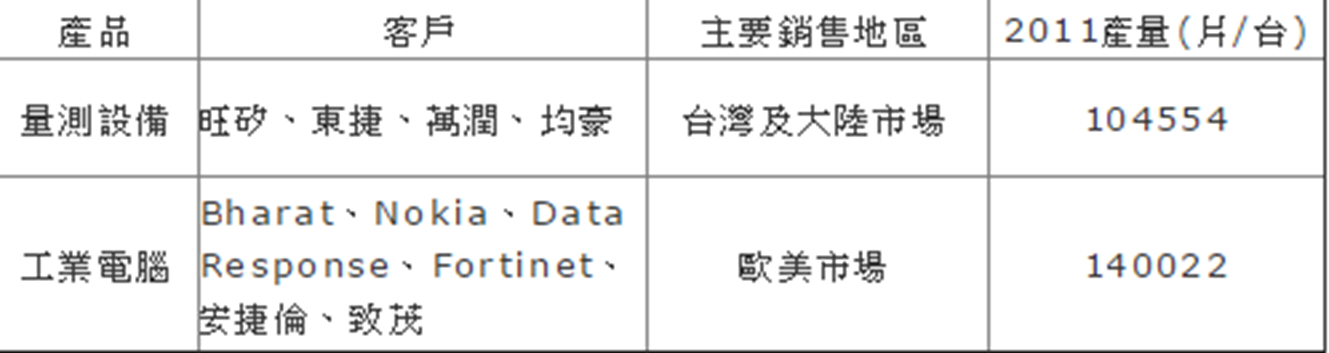 產品 客戶 主要銷售地區 2011產量(片/台)
量測設備 旺矽、東捷、萬潤、均豪 台灣及大陸市場 104554
工業電腦 Bharat、Nokia、Data
Response、Fortinet、
安捷倫、致茂 歐美市場 140022